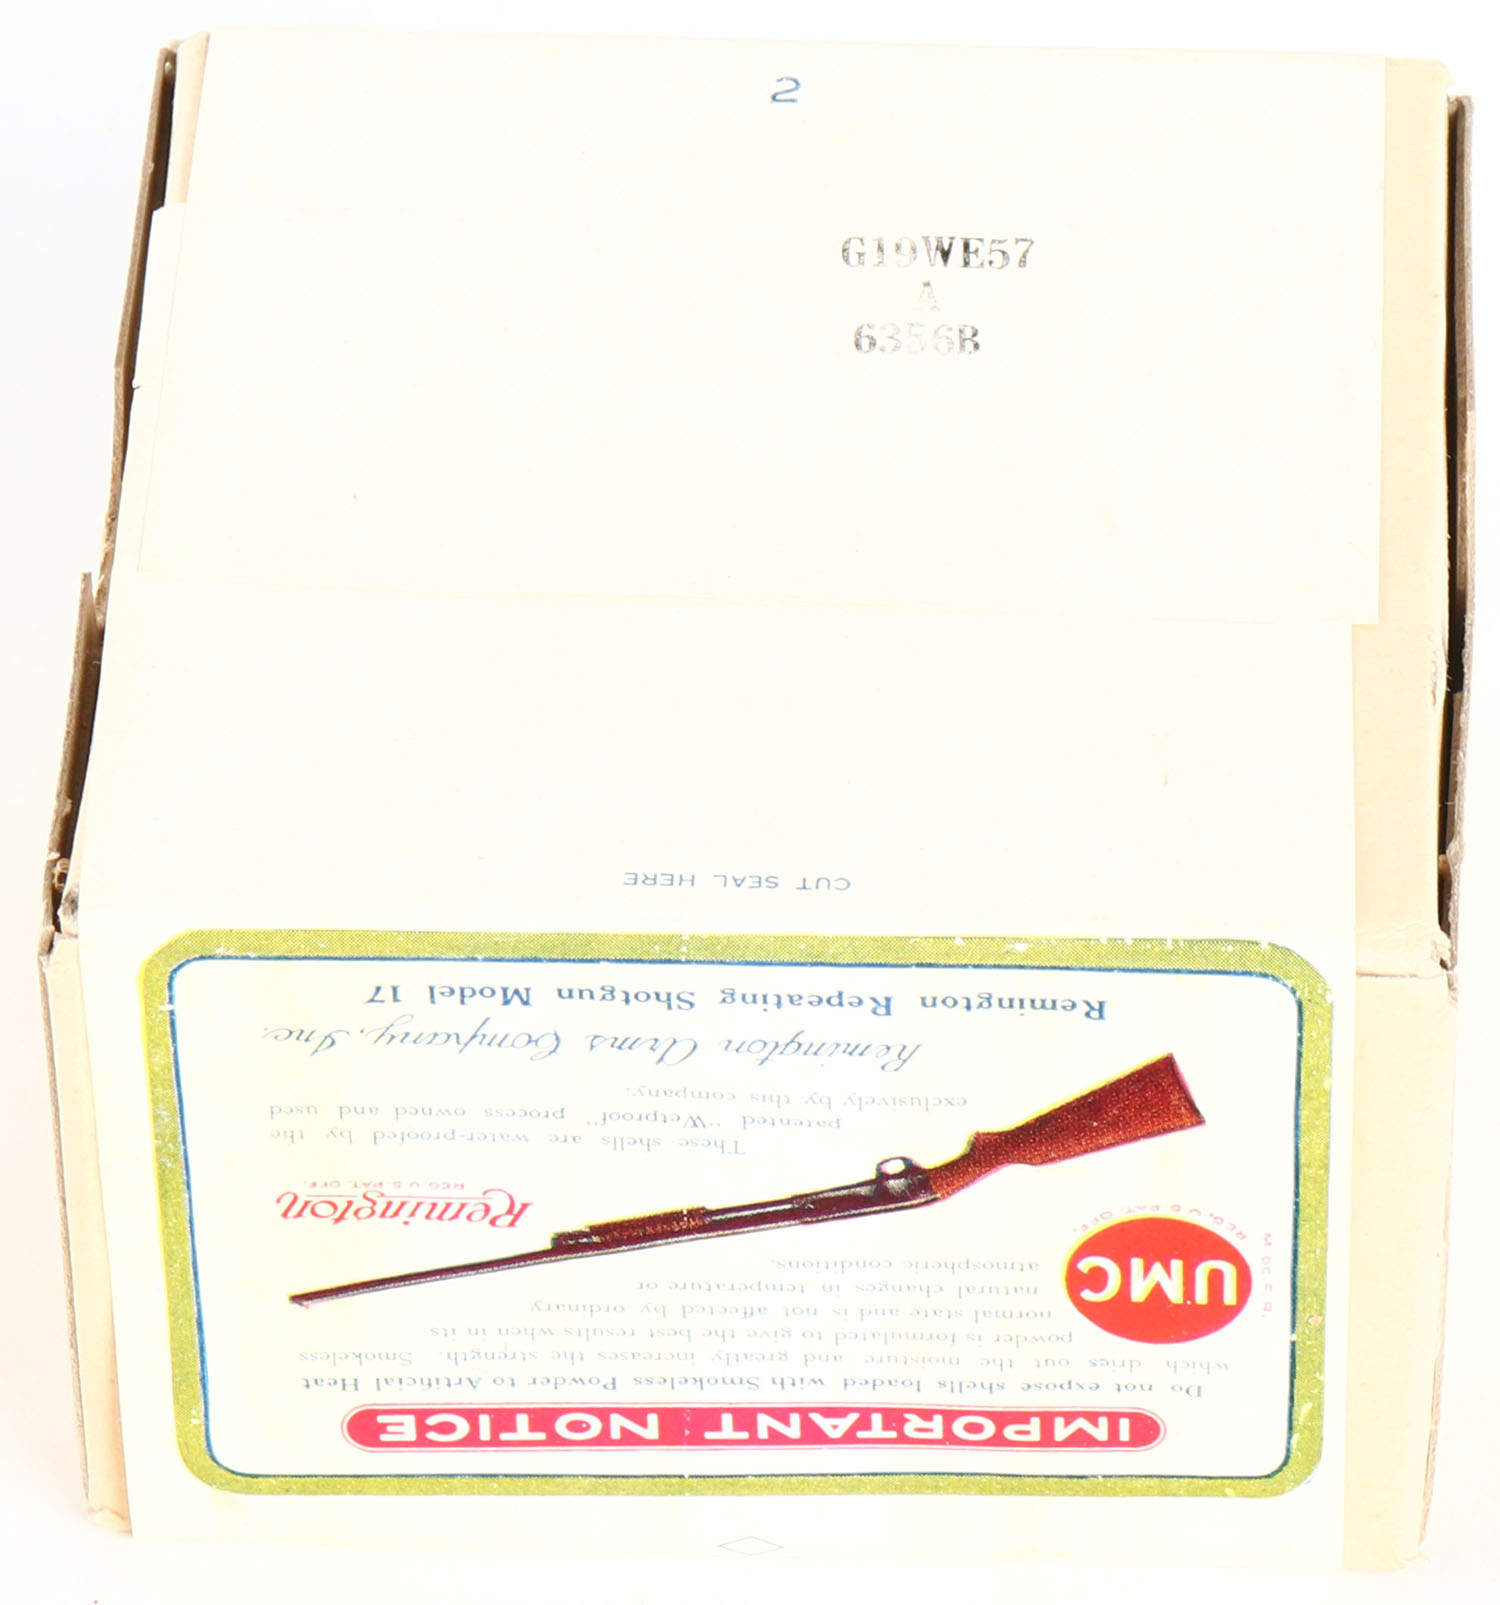 2
G19WE57
A
6356B
CUT SEAL HERE
IMPORTANT NOTICE
Do not expose shells loaded with Smokeless Powder to Artificial Heat
which dries out the moisture and greatly increases the strength. Smokeless
powder is formulated to give the best results when in its
normal state and is not affected by ordinary
natural changes in temperature or
atmospheric conditions.
UMC
REG. U.S. PAT. OFF.
Remington
REG. U.S. PAT. OFF.
These shells are water-proofed by the
patented "Wetproof" process owned and used
exclusively by this company.
Remington Arms Company, Inc.
Remington Repeating Shotgun Model 17